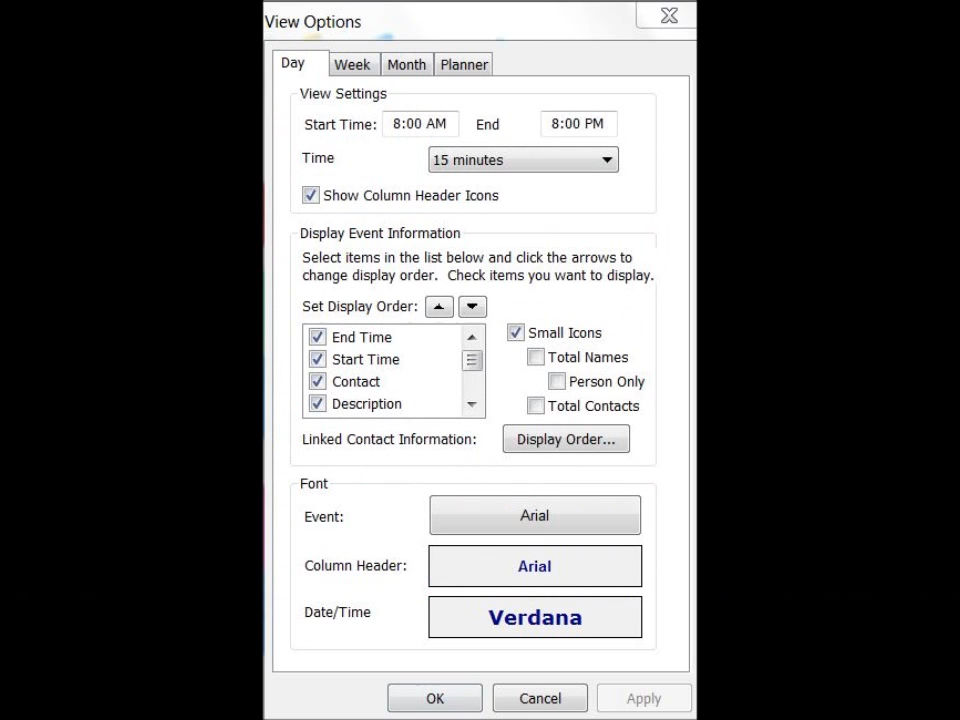 View Options
Day Week Month Planner
View Settings
Start Time: 8:00 AM End 8:00 PM
Time 15 minutes
Show Column Header Icons
Display Event Information
Select items in the list below and click the arrows to
change display order. Check items you want to display.
Set Display Order:
End Time
Start Time
Contact
Description
Small Icons
Total Names
Person Only
Total Contacts
Linked Contact Information: Display Order...
Font
Event: Arial
Column Header: Arial
Date/Time Verdana
OK Cancel Apply